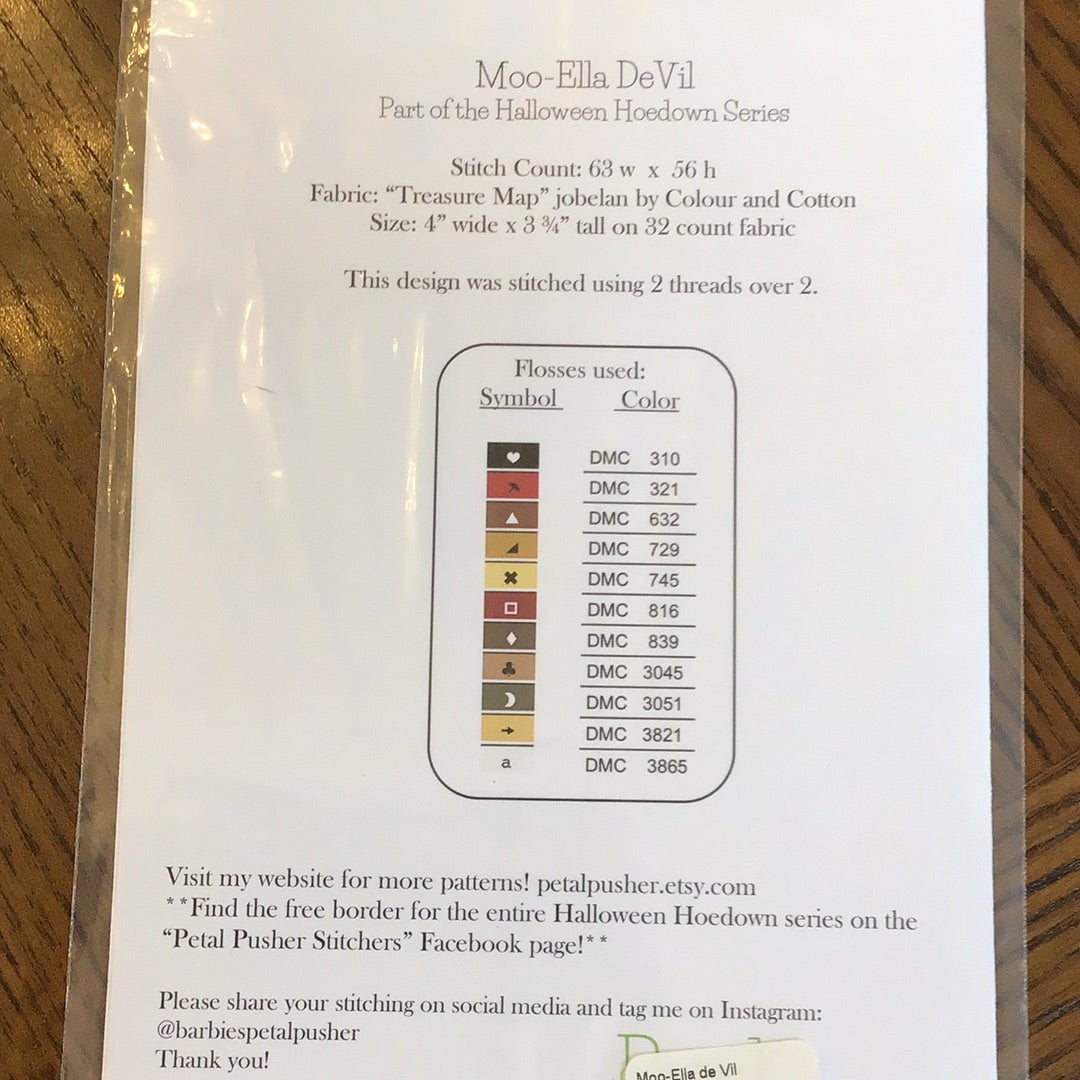 Moo-Ella DeVil
Part of the Halloween Hoedown Series
Stitch Count: 63 w x 56 h
Fabric: “Treasure Map” jobelan by Colour and Cotton
Size: 4” wide x 3 ¾” tall on 32 count fabric
This design was stitched using 2 threads over 2.
Flosses used:
Symbol Color
DMC 310
DMC 321
DMC 632
DMC 729
DMC 745
DMC 816
DMC 839
DMC 3045
DMC 3051
DMC 3821
a DMC 3865
Visit my website for more patterns! petalpusher.etsy.com
**Find the free border for the entire Halloween Hoedown series on the
“Petal Pusher Stitchers” Facebook page!**
Please share your stitching on social media and tag me on Instagram:
@barbiespetalpusher
Thank you!
Moo-Ella de Vil